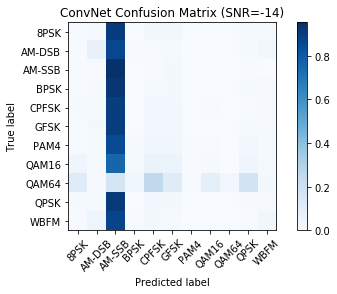 ConvNet Confusion Matrix (SNR=-14)
True label
8PSK
AM-DSB
AM-SSB
BPSK
CPFSK
GFSK
PAM4
QAM16
QAM64
QPSK
WBFM
8PSK
AM-DSB
AM-SSB
BPSK
CPFSK
GFSK
PAM4
QAM16
QAM64
QPSK
WBFM
Predicted label
0.8
0.6
0.4
0.2
0.0